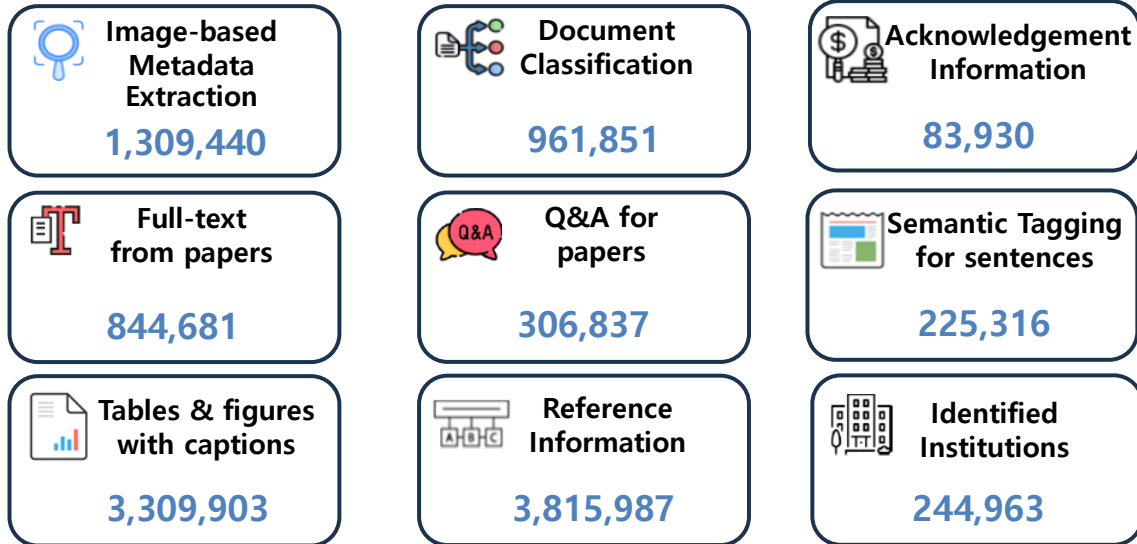 Image-based
Metadata
Extraction
1,309,440
Document
Classification
961,851
$
$
Acknowledgement
Information
83,930
T
Full-text
from papers
844,681
Q&A
Q&A for
papers
306,837
Semantic Tagging
for sentences
225,316
Tables & figures
with captions
3,309,903
A B C
Reference
Information
3,815,987
Identified
Institutions
244,963